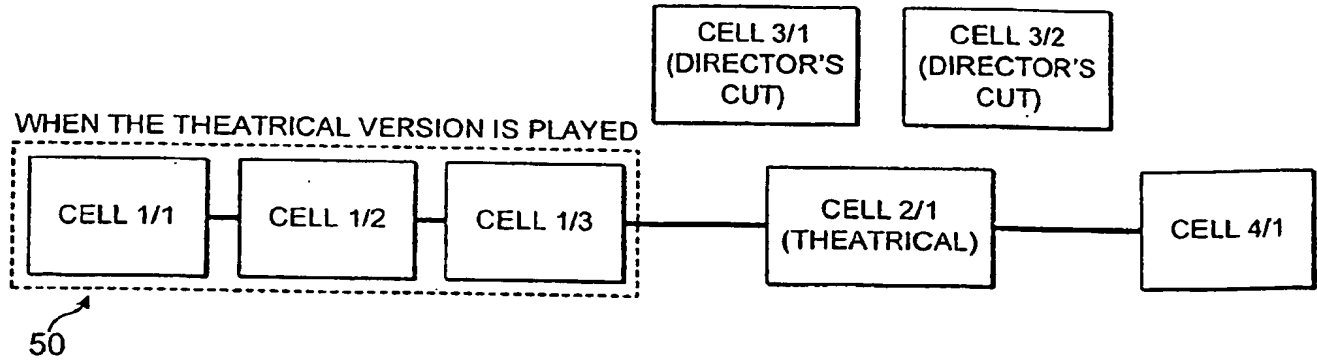 CELL 3/1
(DIRECTOR'S
CUT)
CELL 3/2
(DIRECTOR'S
CUT)
WHEN THE THEATRICAL VERSION IS PLAYED
CELL 1/1
CELL 1/2
CELL 1/3
CELL 2/1
(THEATRICAL)
CELL 4/1
50